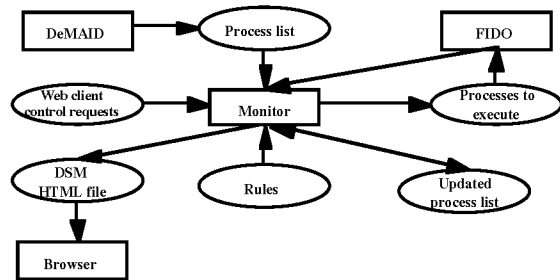 DeMAID
Process list
FIDO
Web client
control requests
Monitor
Processes to
execute
DSM
HTML file
Rules
Updated
process list
Browser